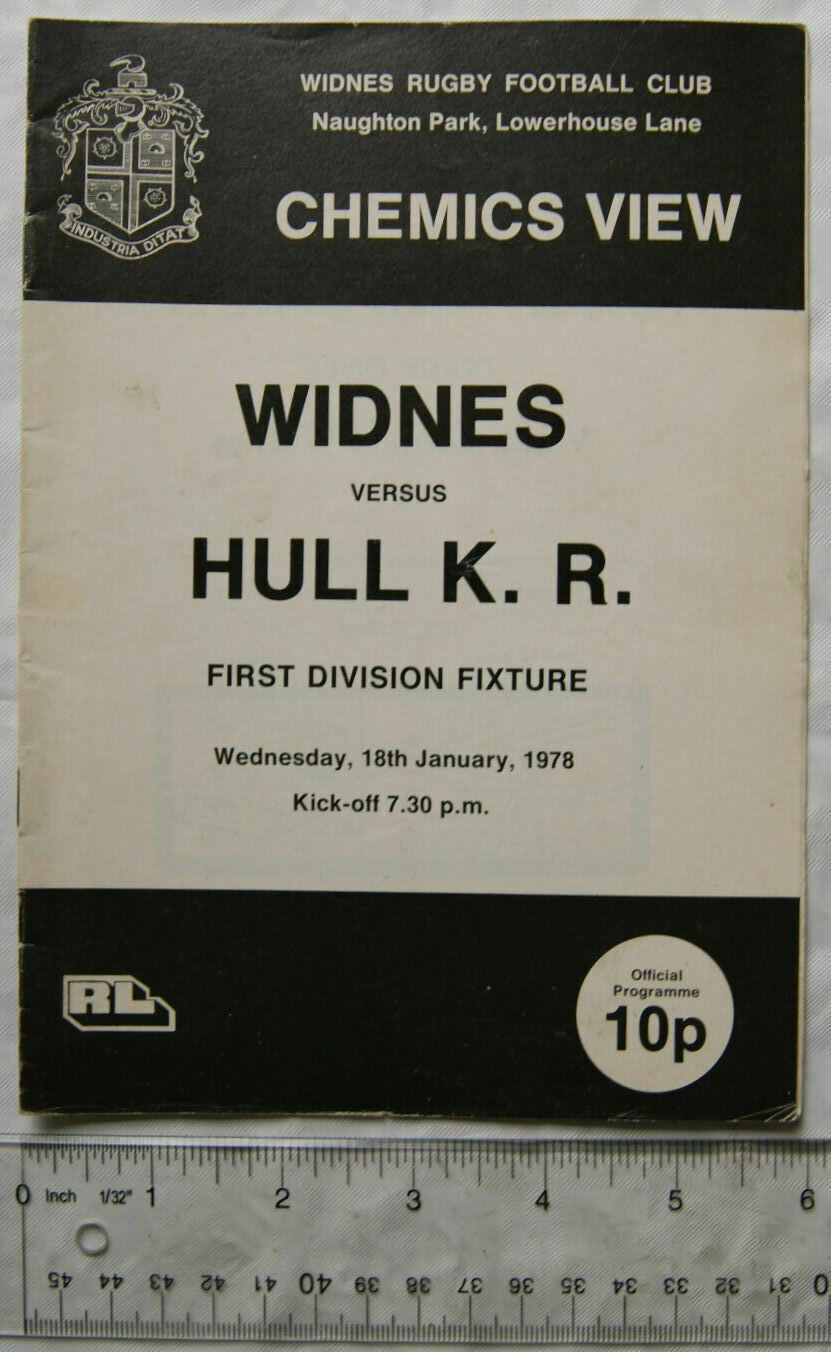 WIDNES RUGBY FOOTBALL CLUB
Naughton Park, Lowerhouse Lane
CHEMICS VIEW
INDUSTRIA DITAT
WIDNES
VERSUS
HULL K. R.
FIRST DIVISION FIXTURE
Wednesday, 18th January, 1978
Kick-off 7.30 p.m.
RL
Official
Programme
10p
0 Inch 1/32" 1 2 3 4 5 6
45 44 43 42 41 40 39 38 37 36 35 34 33 32 31 0